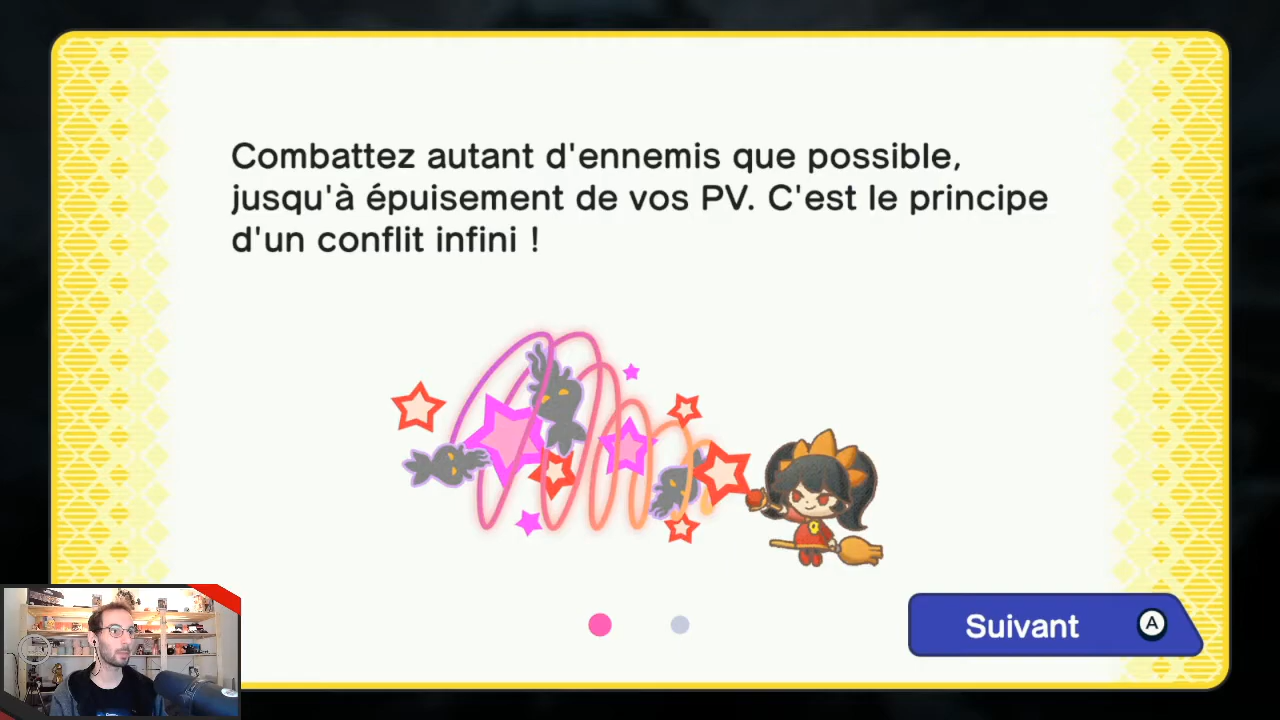 Combattez autant d'ennemis que possible,
jusqu'à épuisement de vos PV. C'est le principe
d'un conflit infini !
Suivant A